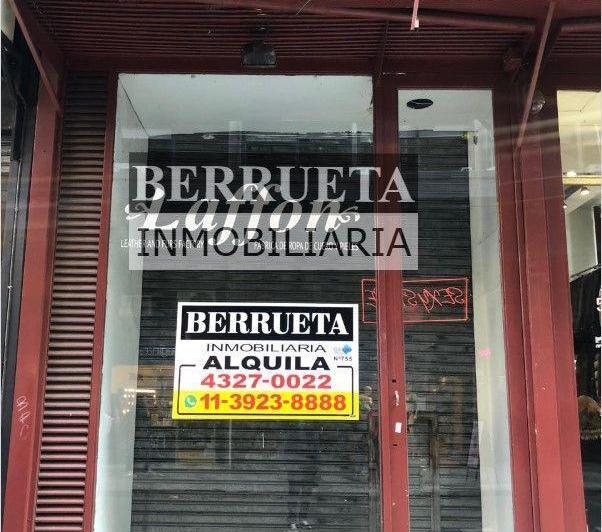 BERRUETA
Laffon
INMOBILIARIA
LEATHER AND FURS FACTORY
FABRICA DE ROPA DE CUERO Y PIELES
BERRUETA
INMOBILIARIA
Nº755
ALQUILA
4327-0022
11-3923-8888